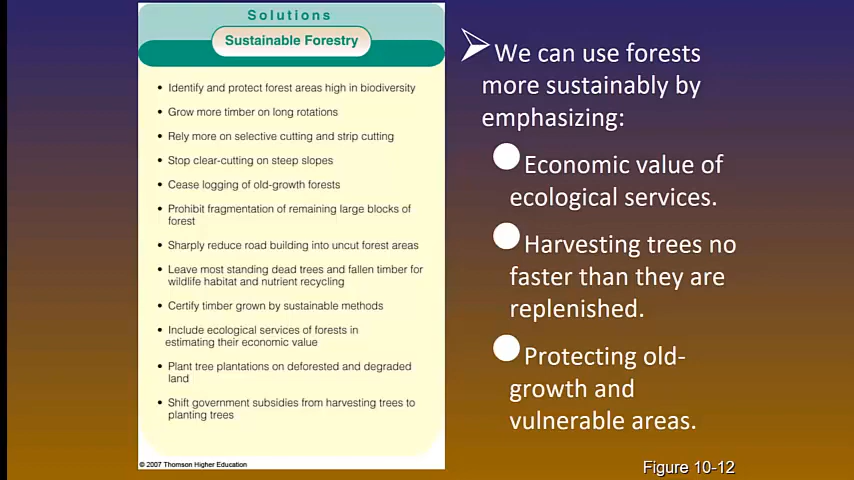 Solutions
Sustainable Forestry
• Identify and protect forest areas high in biodiversity
• Grow more timber on long rotations
• Rely more on selective cutting and strip cutting
• Stop clear-cutting on steep slopes
• Cease logging of old-growth forests
• Prohibit fragmentation of remaining large blocks of
forest
• Sharply reduce road building into uncut forest areas
• Leave most standing dead trees and fallen timber for
wildlife habitat and nutrient recycling
• Certify timber grown by sustainable methods
• Include ecological services of forests in
estimating their economic value
• Plant tree plantations on deforested and degraded
land
• Shift government subsidies from harvesting trees to
planting trees
© 2007 Thomson Higher Education
We can use forests
more sustainably by
emphasizing:
Economic value of
ecological services.
Harvesting trees no
faster than they are
replenished.
Protecting old-
growth and
vulnerable areas.
Figure 10-12